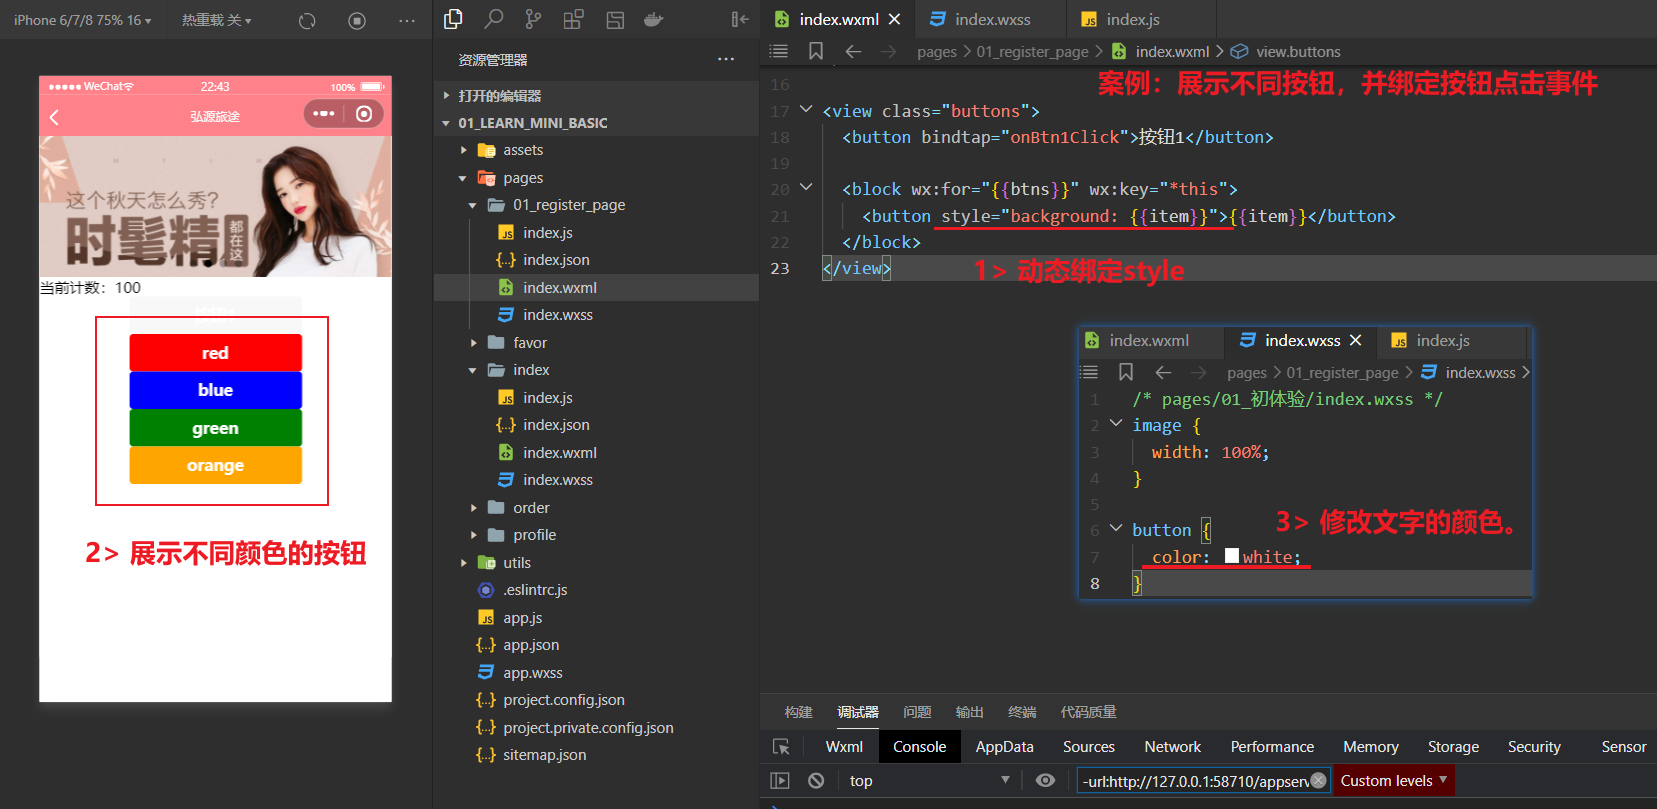 iPhone 6/7/8 75% 16
热重载 关
WeChat
22:43
100%
弘源旅途
这个秋天怎么秀?
时髦精
都在这
当前计数：100
red
blue
green
orange
2> 展示不同颜色的按钮
资源管理器
打开的编辑器
01_LEARN_MINI_BASIC
assets
pages
01_register_page
index.js
index.json
index.wxml
index.wxss
favor
index
index.js
index.json
index.wxml
index.wxss
order
profile
utils
.eslintrc.js
app.js
app.json
app.wxss
project.config.json
project.private.config.json
sitemap.json
index.wxml
index.wxss
index.js
pages > 01_register_page > index.wxml > view.buttons
案例：展示不同按钮，并绑定按钮点击事件
16
17 <view class="buttons">
18 <button bindtap="onBtn1Click">按钮1</button>
19
20 <block wx:for="{{btns}}" wx:key="*this">
21 <button style="background: {{item}}">{{item}}</button>
22 </block>
23 </view>
1> 动态绑定style
index.wxml
index.wxss
index.js
pages > 01_register_page > index.wxss >
1 /* pages/01_初体验/index.wxss */
2 image {
3 width: 100%;
4 }
5
6 button {
7 color: white;
8 }
3> 修改文字的颜色。
构建 调试器 问题 输出 终端 代码质量
Wxml Console AppData Sources Network Performance Memory Storage Security Sensor
top
-url:http://127.0.0.1:58710/appserv
Custom levels